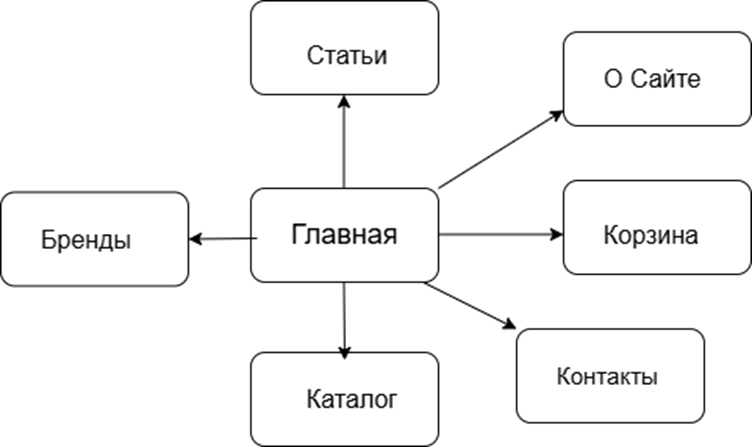 Статьи
О Сайте
Бренды
Главная
Корзина
Каталог
Контакты